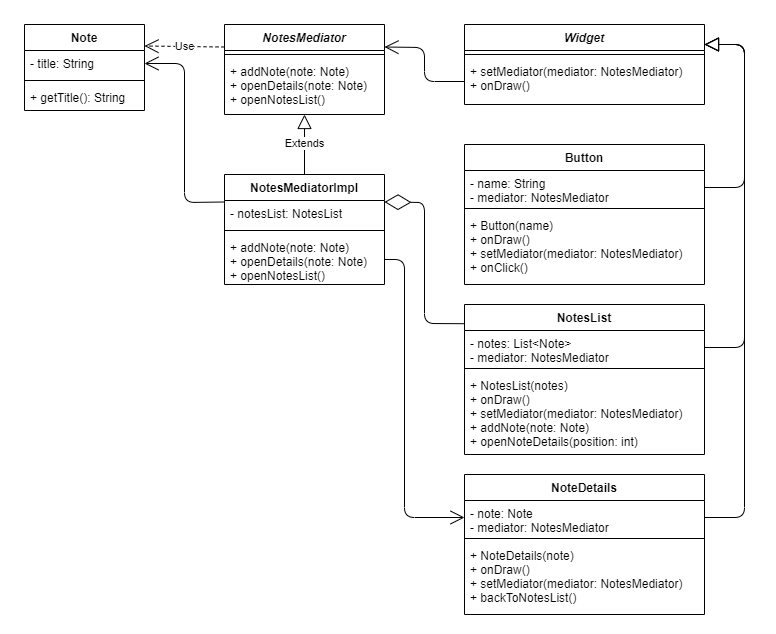 Note
- title: String
+ getTitle(): String
Use
NotesMediator
+ addNote(note: Note)
+ openDetails(note: Note)
+ openNotesList()
Extends
NotesMediatorImpl
- notesList: NotesList
+ addNote(note: Note)
+ openDetails(note: Note)
+ openNotesList()
Widget
+ setMediator(mediator: NotesMediator)
+ onDraw()
Button
- name: String
- mediator: NotesMediator
+ Button(name)
+ onDraw()
+ setMediator(mediator: NotesMediator)
+ onClick()
NotesList
- notes: List<Note>
- mediator: NotesMediator
+ NotesList(notes)
+ onDraw()
+ setMediator(mediator: NotesMediator)
+ addNote(note: Note)
+ openNoteDetails(position: int)
NoteDetails
- note: Note
- mediator: NotesMediator
+ NoteDetails(note)
+ onDraw()
+ setMediator(mediator: NotesMediator)
+ backToNotesList()